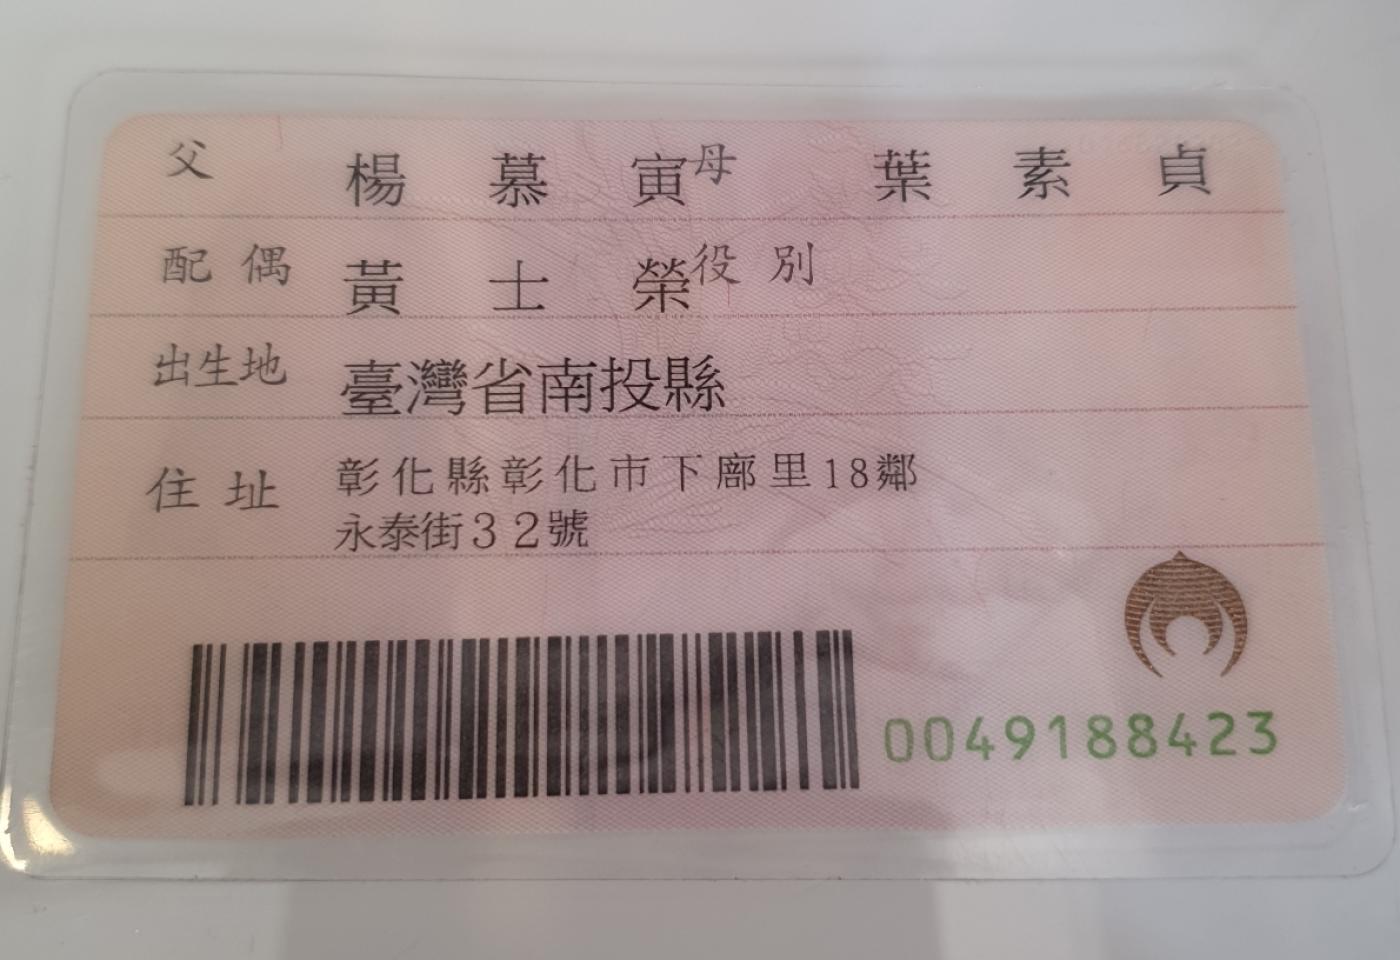 父 楊慕寅 母 葉素貞
配偶 黃士榮 役別
出生地 臺灣省南投縣
住址 彰化縣彰化市下廍里18鄰
永泰街32號
0049188423